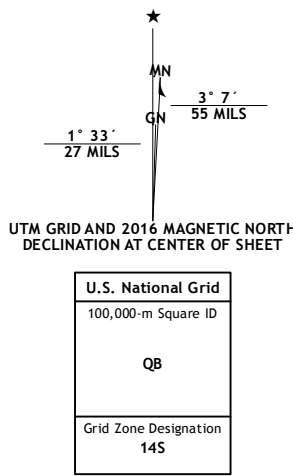 ★
MN
GN
3° 7´
55 MILS
1° 33´
27 MILS
UTM GRID AND 2016 MAGNETIC NORTH
DECLINATION AT CENTER OF SHEET
U.S. National Grid
100,000-m Square ID
QB
Grid Zone Designation
14S